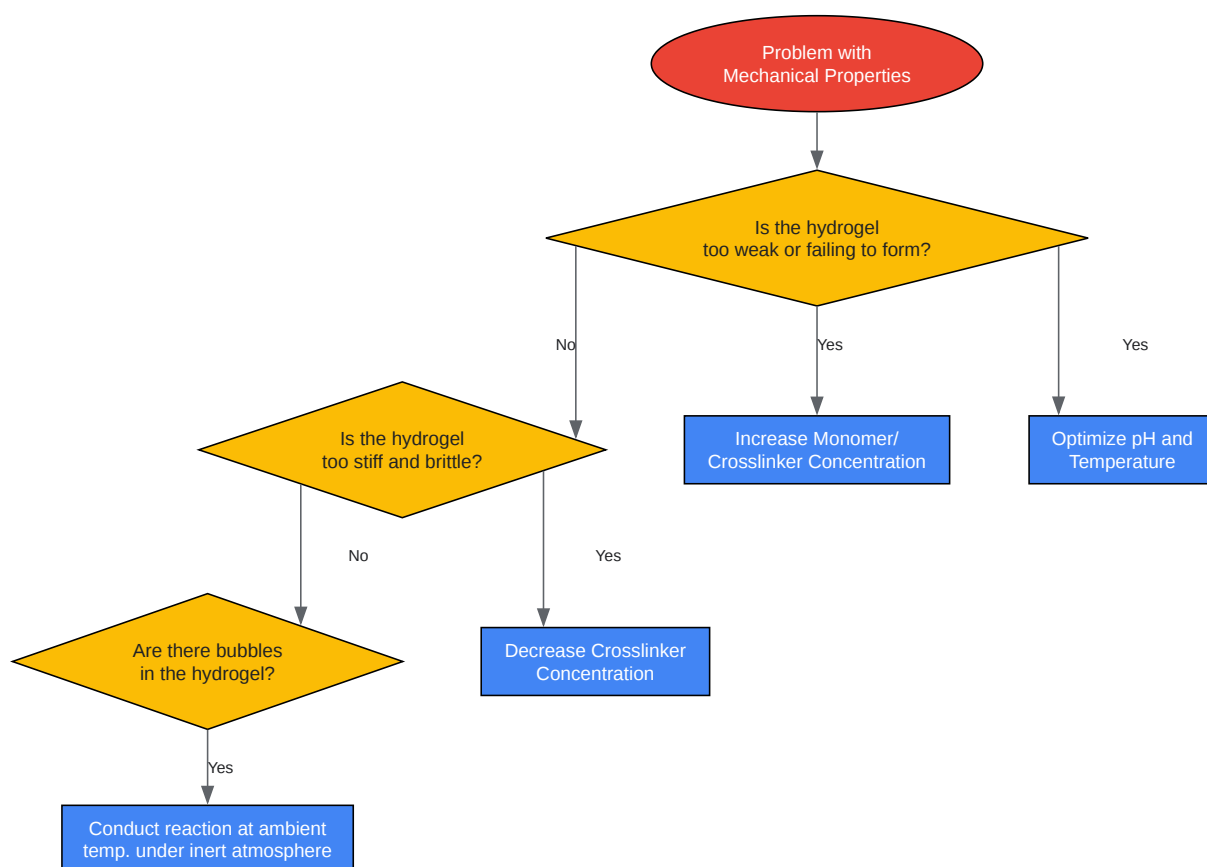 Problem with
Mechanical Properties
Is the hydrogel
too weak or failing to form?
No
Yes
Yes
Is the hydrogel
too stiff and brittle?
Increase Monomer/
Crosslinker Concentration
Optimize pH and
Temperature
No
Yes
Are there bubbles
in the hydrogel?
Decrease Crosslinker
Concentration
Yes
Conduct reaction at ambient
temp. under inert atmosphere